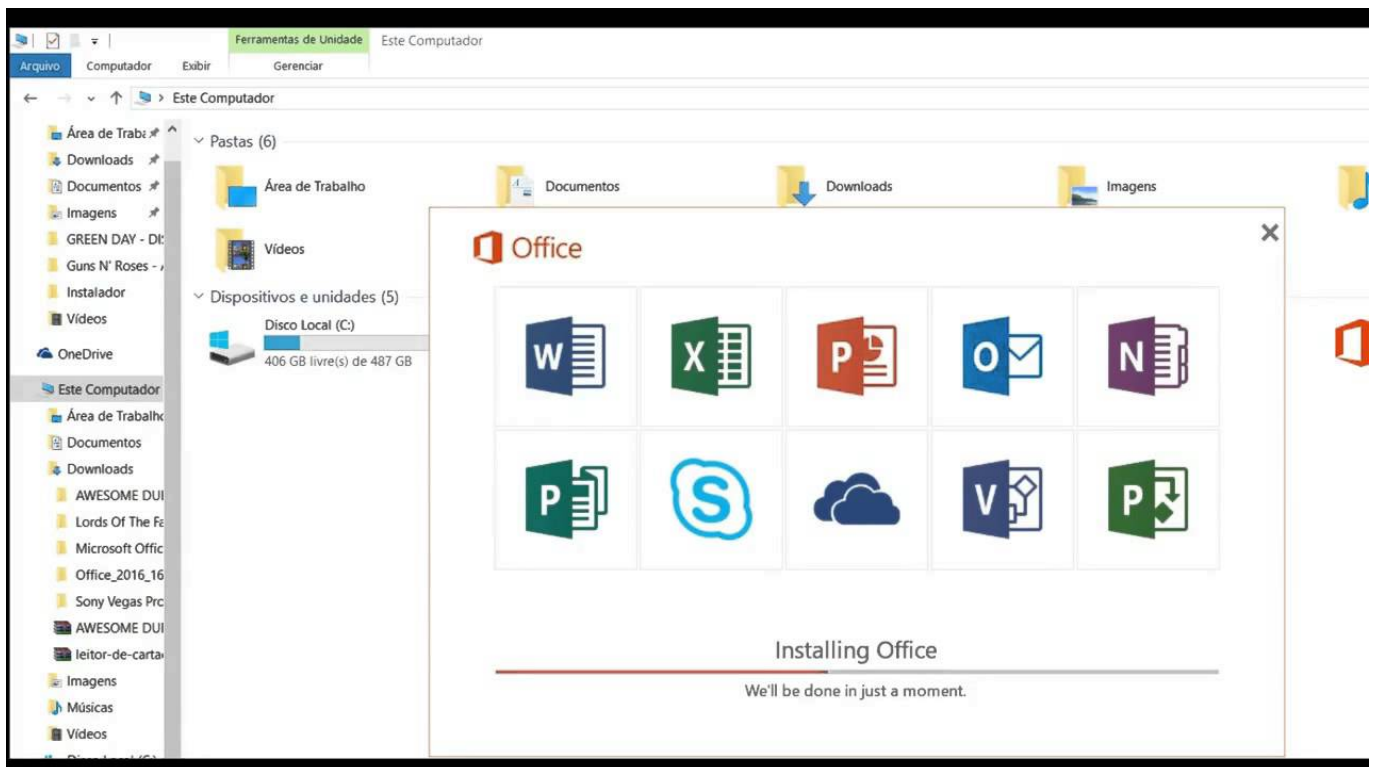 Ferramentas de Unidade
Este Computador
Arquivo
Computador
Exibir
Gerenciar
Este Computador
Área de Traba
Downloads
Documentos
Imagens
GREEN DAY - DI
Guns N' Roses -
Instalador
Vídeos
OneDrive
Este Computador
Área de Trabalho
Documentos
Downloads
AWESOME DUI
Lords Of The Fa
Microsoft Offic
Office_2016_16
Sony Vegas Pro
AWESOME DUI
leitor-de-carta
Imagens
Músicas
Vídeos
Pastas (6)
Área de Trabalho
Documentos
Downloads
Imagens
Vídeos
Dispositivos e unidades (5)
Disco Local (C:)
406 GB livre(s) de 487 GB
Office
W
X
P
O
N
P
S
V
P
Installing Office
We'll be done in just a moment.